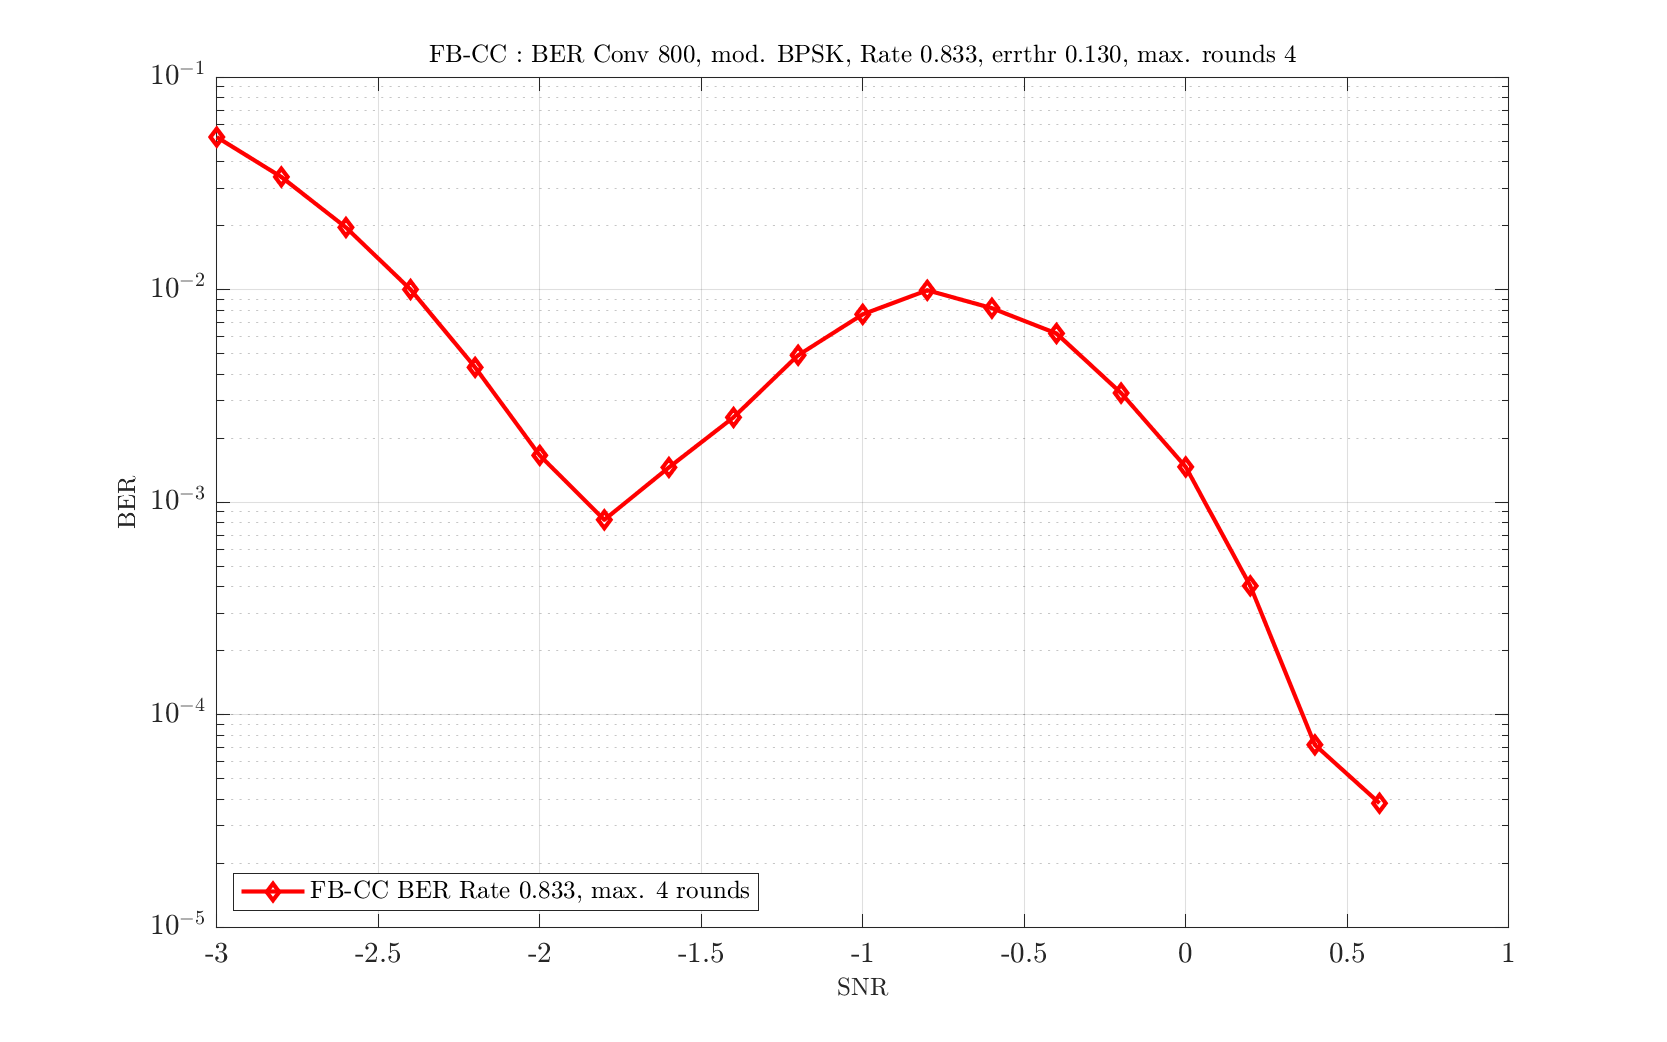 FB-CC : BER Conv 800, mod. BPSK, Rate 0.833, errthr 0.130, max. rounds 4
10^{-1}
10^{-2}
10^{-3}
10^{-4}
10^{-5}
BER
FB-CC BER Rate 0.833, max. 4 rounds
-3 -2.5 -2 -1.5 -1 -0.5 0 0.5 1
SNR